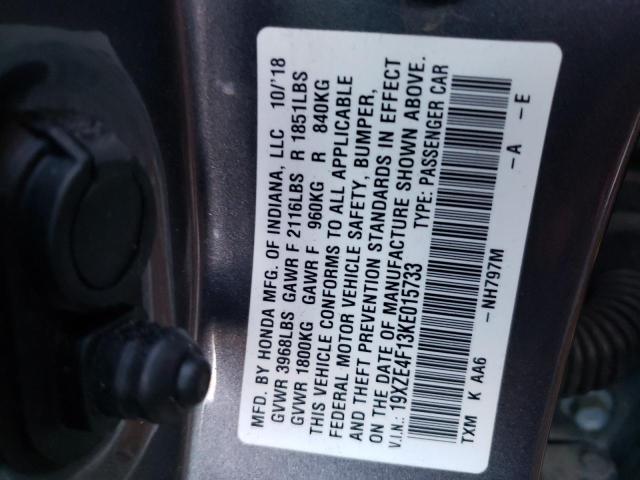 MFD. BY HONDA MFG. OF INDIANA, LLC 10/'18
GVWR 3968LBS GAWR F 2116LBS R 1851LBS
GVWR 1800KG GAWR F 960KG R 840KG
THIS VEHICLE CONFORMS TO ALL APPLICABLE
FEDERAL MOTOR VEHICLE SAFETY, BUMPER,
AND THEFT PREVENTION STANDARDS IN EFFECT
ON THE DATE OF MANUFACTURE SHOWN ABOVE.
V.I.N.: 19XZE4F13KE015733 TYPE: PASSENGER CAR
TXM K AA6 -NH797M -A -E